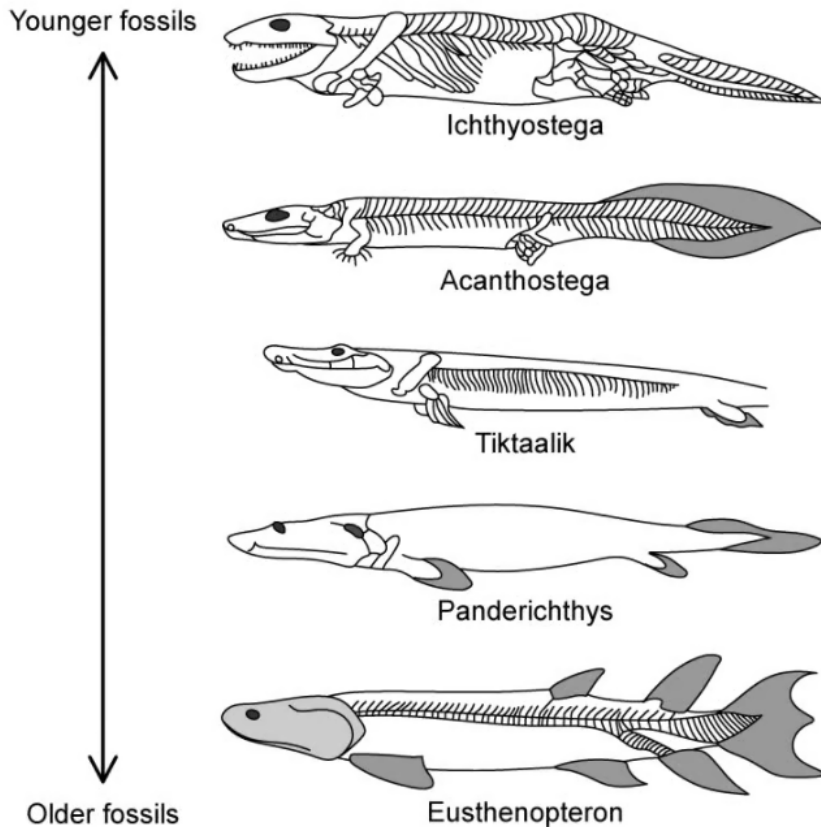 Younger fossils
Ichthyostega
Acanthostega
Tiktaalik
Panderichthys
Eusthenopteron
Older fossils